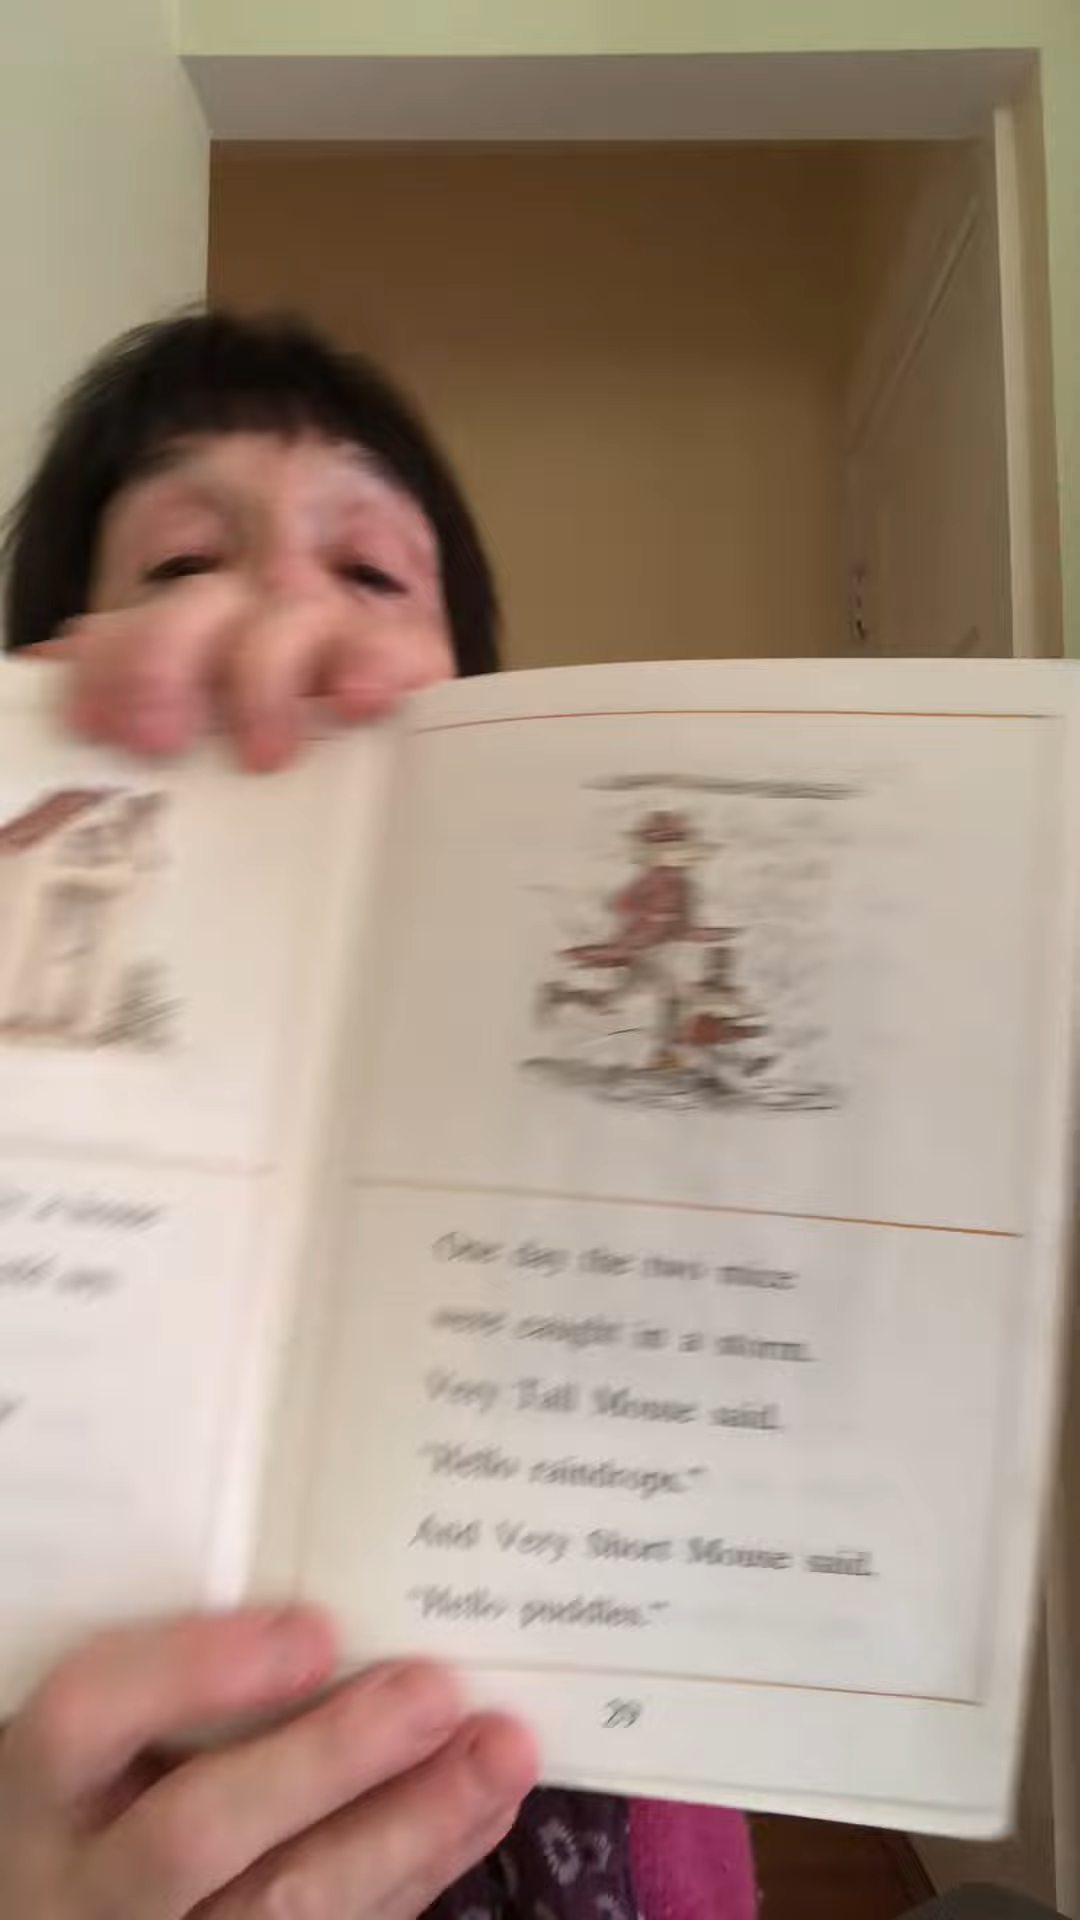 One day the two mice
were caught in a storm.
Very Tall Mouse said,
"Hello raindrops."
And Very Short Mouse said,
"Hello puddles."
29